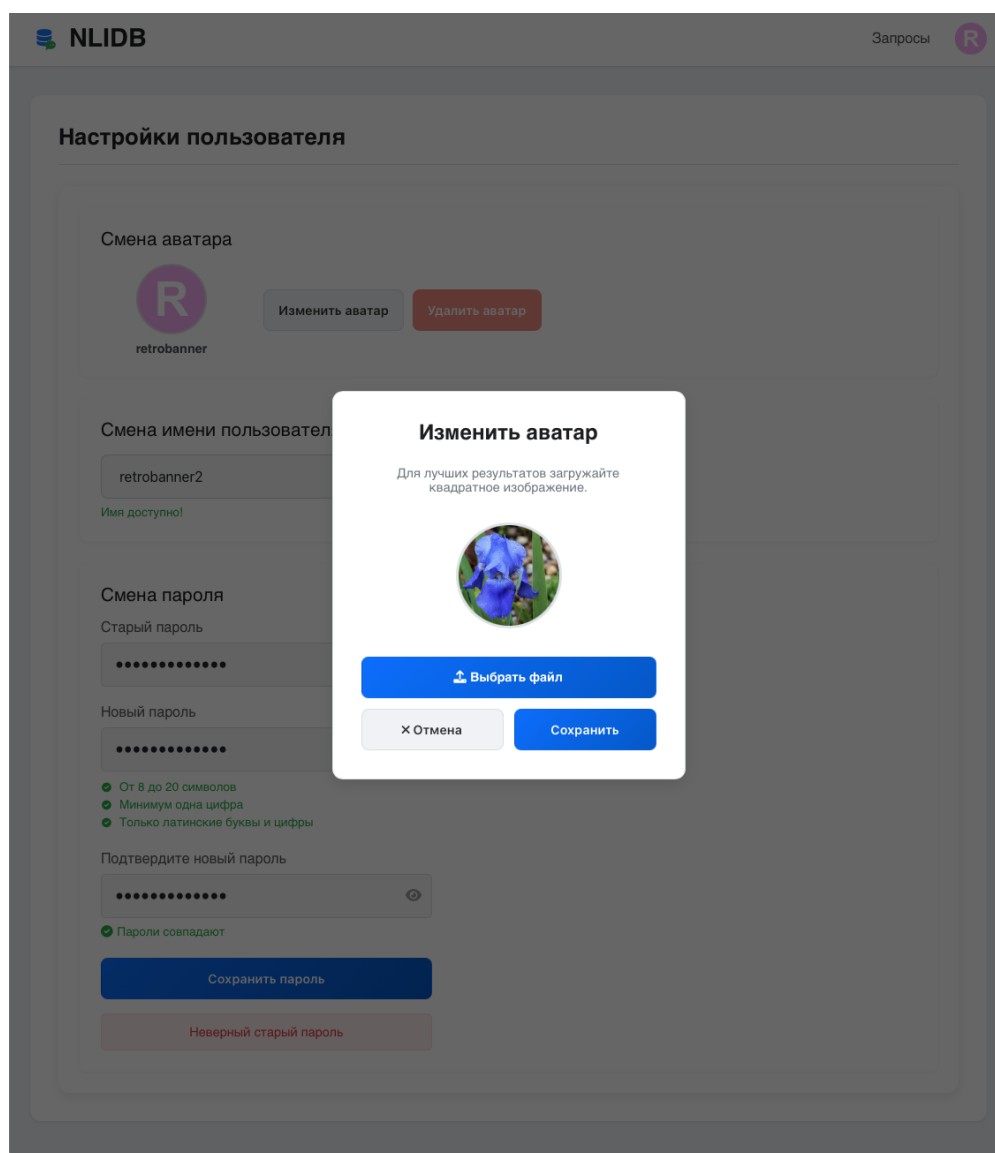 NLIDB
Запросы
R
Настройки пользователя
Смена аватара
R
retrobanner
Изменить аватар
Удалить аватар
Смена имени пользовател
retrobanner2
Имя доступно!
Смена пароля
Старый пароль
•••••••••••••
Новый пароль
•••••••••••••
От 8 до 20 символов
Минимум одна цифра
Только латинские буквы и цифры
Подтвердите новый пароль
•••••••••••••
Пароли совпадают
Сохранить пароль
Неверный старый пароль
Изменить аватар
Для лучших результатов загружайте
квадратное изображение.
Выбрать файл
Отмена
Сохранить